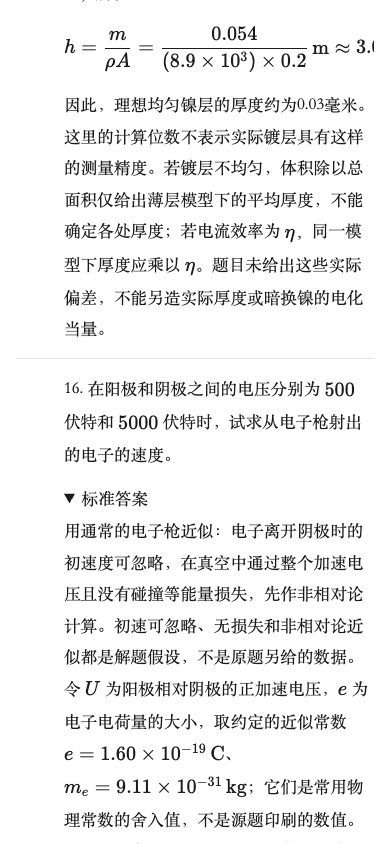 h = m/ρA = 0.054/((8.9 × 10³) × 0.2) m ≈ 3.
因此，理想均匀镍层的厚度约为0.03毫米。
这里的计算位数不表示实际镀层具有这样
的测量精度。若镀层不均匀，体积除以总
面积仅给出薄层模型下的平均厚度，不能
确定各处厚度；若电流效率为 η，同一模
型下厚度应乘以 η。题目未给出这些实际
偏差，不能另造实际厚度或暗换镍的电化
当量。
16. 在阳极和阴极之间的电压分别为 500
伏特和 5000 伏特时，试求从电子枪射出
的电子的速度。
▼ 标准答案
用通常的电子枪近似：电子离开阴极时的
初速度可忽略，在真空中通过整个加速电
压且没有碰撞等能量损失，先作非相对论
计算。初速可忽略、无损失和非相对论近
似都是解题假设，不是原题另给的数据。
令 U 为阳极相对阴极的正加速电压，e 为
电子电荷量的大小，取约定的近似常数
e = 1.60 × 10⁻¹⁹ C、
mₑ = 9.11 × 10⁻³¹ kg；它们是常用物
理常数的舍入值，不是源题印刷的数值。